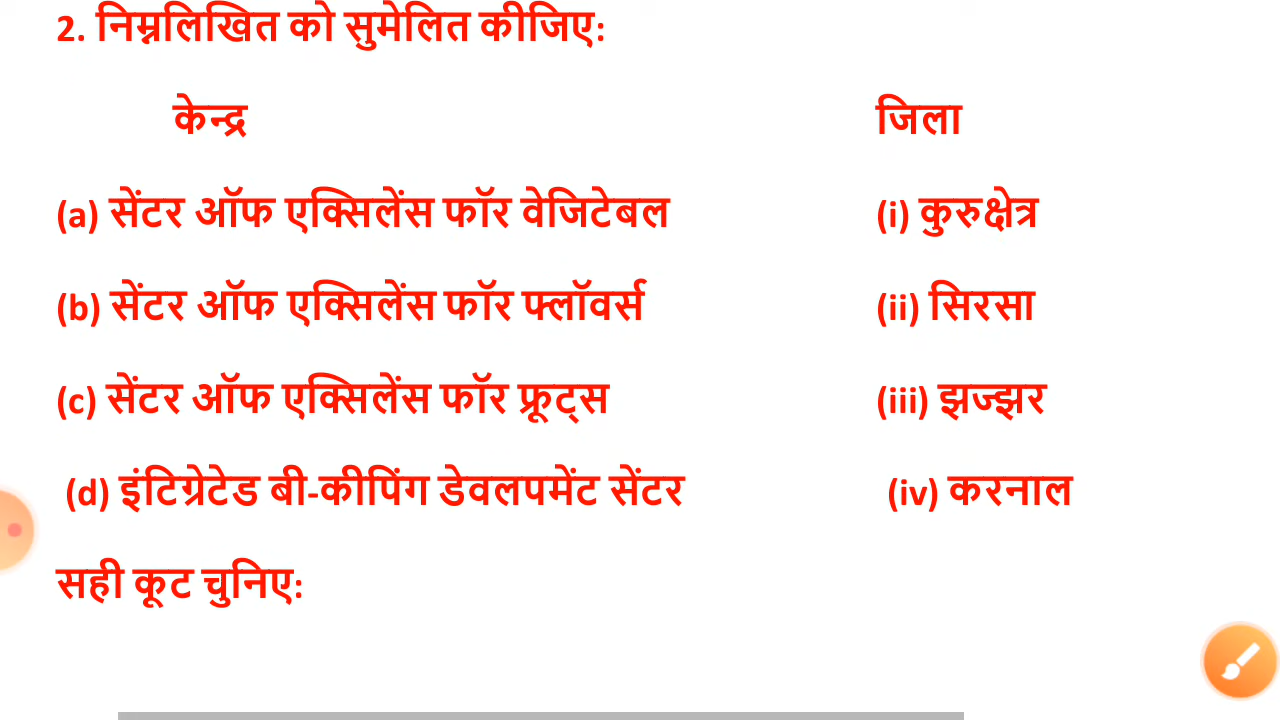 2. निम्नलिखित को सुमेलित कीजिए:
केन्द्र जिला
(a) सेंटर ऑफ एक्सिलेंस फॉर वेजिटेबल (i) कुरुक्षेत्र
(b) सेंटर ऑफ एक्सिलेंस फॉर फ्लॉवर्स (ii) सिरसा
(c) सेंटर ऑफ एक्सिलेंस फॉर फ्रूट्स (iii) झज्झर
(d) इंटिग्रेटेड बी-कीपिंग डेवलपमेंट सेंटर (iv) करनाल
सही कूट चुनिए: